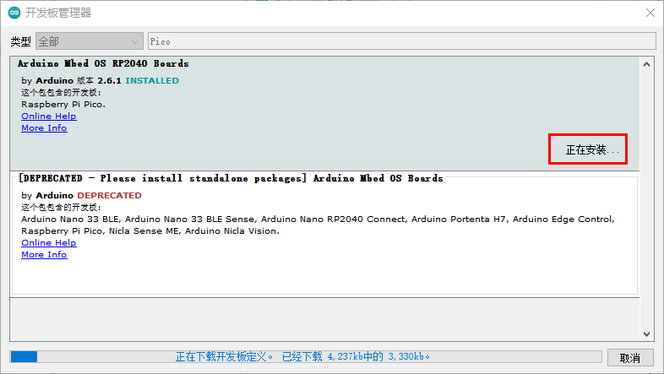 开发板管理器
类型 全部 Pico
Arduino Mbed OS RP2040 Boards
by Arduino 版本 2.6.1 INSTALLED
这个包包含的开发板:
Raspberry Pi Pico.
Online Help
More Info
正在安装...
[DEPRECATED - Please install standalone packages] Arduino Mbed OS Boards
by Arduino DEPRECATED
这个包包含的开发板:
Arduino Nano 33 BLE, Arduino Nano 33 BLE Sense, Arduino Nano RP2040 Connect, Arduino Portenta H7, Arduino Edge Control,
Raspberry Pi Pico, Nicla Sense ME, Arduino Nicla Vision.
Online Help
More Info
正在下载开发板定义。 已经下载 4,237kb中的 3,330kb。
取消